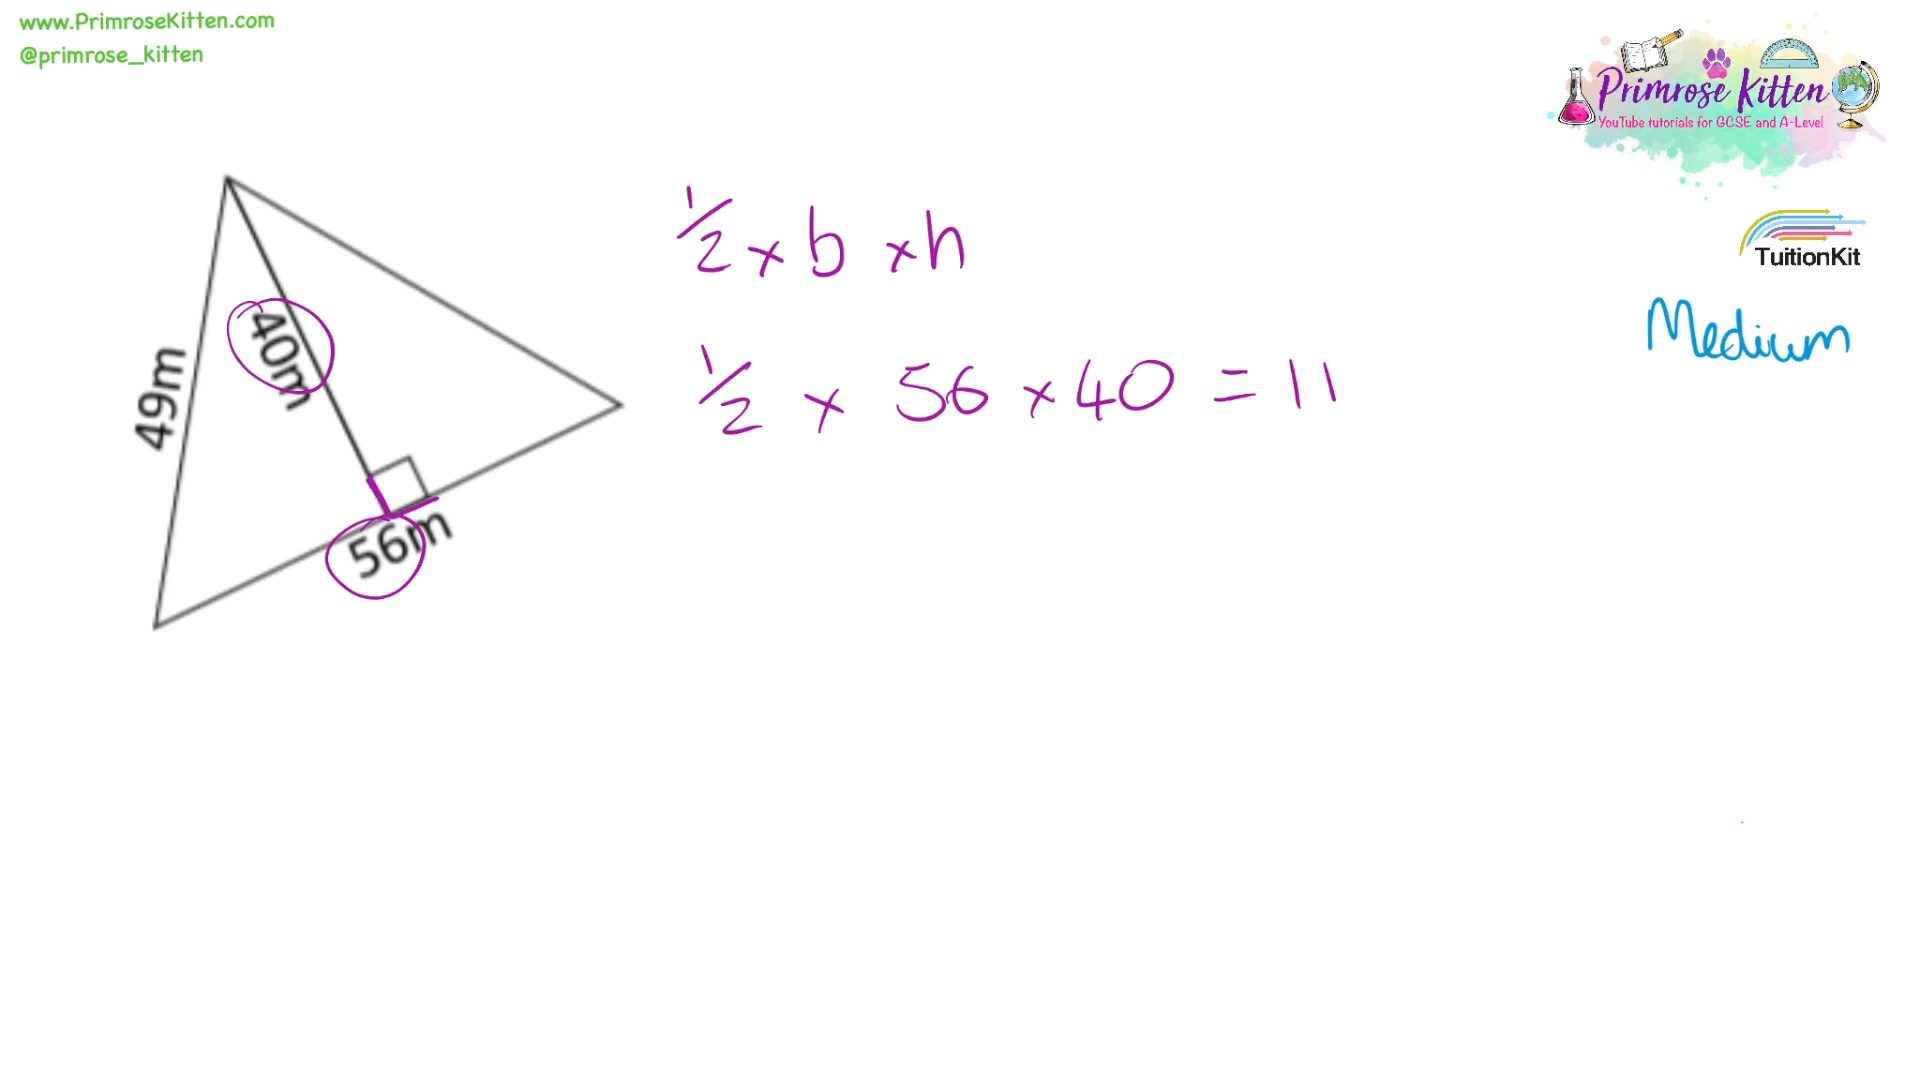 www.PrimroseKitten.com
@primrose_kitten
Primrose Kitten
YouTube tutorials for GCSE and A-Level
TuitionKit
Medium
½ × b × h
½ × 56 × 40 = 11
49m
40m
56m